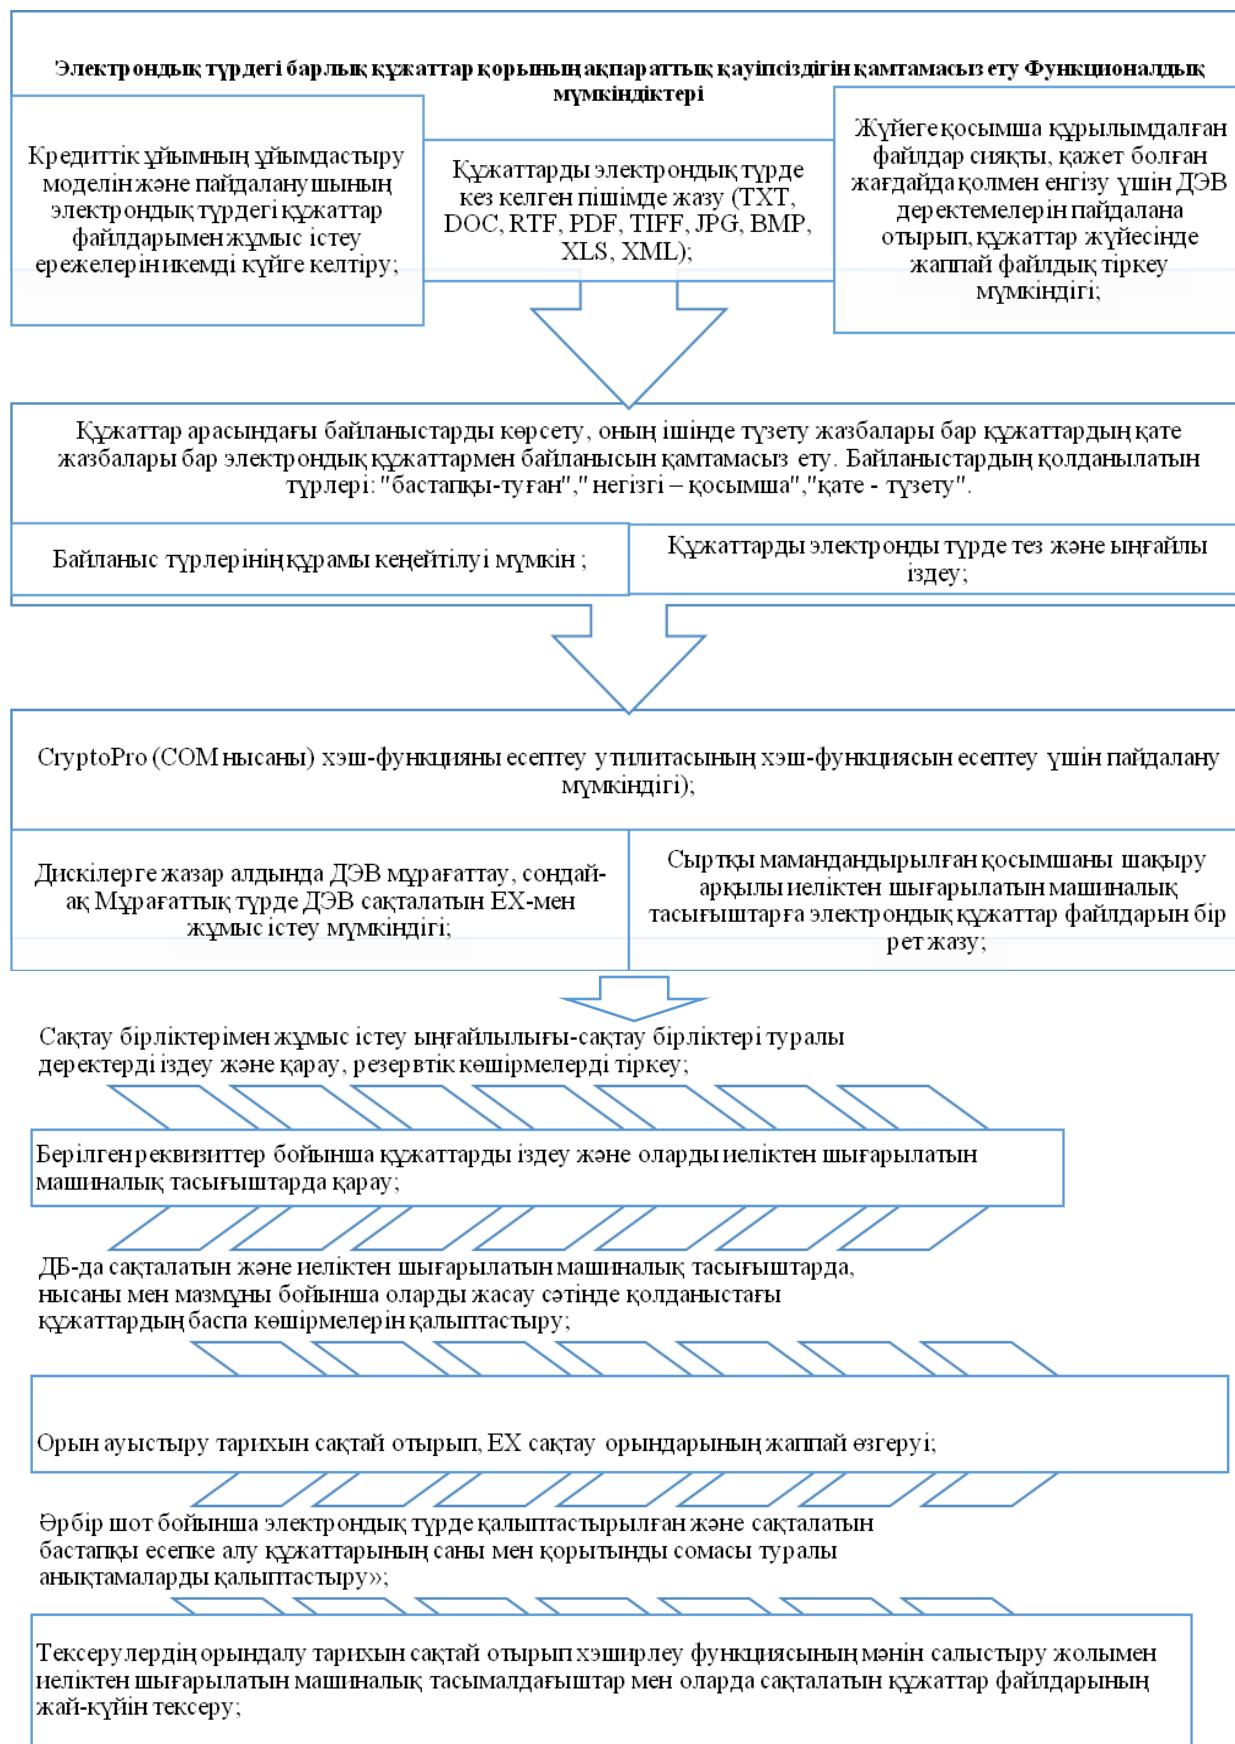 Электрондық түрдегі барлық құжаттар қорының ақпараттық қауіпсіздігін қамтамасыз ету Функционалдық
мүмкіндіктері
Кредиттік ұйымның ұйымдастыру
моделін және пайдаланушының
электрондық түрдегі құжаттар
файлдарымен жұмыс істеу
ережелерін икемді күйге келтіру;
Құжаттарды электрондық түрде
кез келген пішімде жазу (TXT,
DOC, RTF, PDF, TIFF, JPG, BMP,
XLS, XML);
Жүйеге қосымша құрылымдалған
файлдар сияқты, қажет болған
жағдайда қолмен енгізу үшін ДЭВ
деректемелерін пайдалана
отырып, құжаттар жүйесінде
жаппай файлдық тіркеу
мүмкіндігі;
Құжаттар арасындағы байланыстарды көрсету, оның ішінде түзету жазбалары бар құжаттардың қате
жазбалары бар электрондық құжаттармен байланысын қамтамасыз ету. Байланыстардың қолданылатын
түрлері: "бастапқы-туған"," негізгі – қосымша","қате - түзету".
Байланыс түрлерінің құрамы кеңейтілуі мүмкін ;
Құжаттарды электронды түрде тез және ыңғайлы
іздеу;
CryptoPro (COM нысаны) хэш-функцияны есептеу утилитасының хэш-функциясын есептеу үшін пайдалану
мүмкіндігі);
Дискілерге жазар алдында ДЭВ мұрағаттау, сондай-
ақ Мұрағаттық түрде ДЭВ сақталатын ЕХ-мен
жұмыс істеу мүмкіндігі;
Сыртқы мамандандырылған қосымшаны шақыру
арқылы иеліктен шығарылатын машиналық
тасығыштарға электрондық құжаттар файлдарын бір
рет жазу;
Сақтау бірліктерімен жұмыс істеу ыңғайлылығы-сақтау бірліктері туралы
деректерді іздеу және қарау, резервтік көшірмелерді тіркеу;
Берілген реквизиттер бойынша құжаттарды іздеу және оларды иеліктен шығарылатын
машиналық тасығыштарда қарау;
ДБ-да сақталатын және иеліктен шығарылатын машиналық тасығыштарда,
нысаны мен мазмұны бойынша оларды жасау сәтінде қолданыстағы
құжаттардың баспа көшірмелерін қалыптастыру;
Орын ауыстыру тарихын сақтай отырып, ЕХ сақтау орындарының жаппай өзгеруі;
Әрбір шот бойынша электрондық түрде қалыптастырылған және сақталатын
бастапқы есепке алу құжаттарының саны мен қорытынды сомасы туралы
анықтамаларды қалыптастыру»;
Тексерулердің орындалу тарихын сақтай отырып хэширлеу функциясының мәнін салыстыру жолымен
иеліктен шығарылатын машиналық тасымалдағыштар мен оларда сақталатын құжаттар файлдарының
жай-күйін тексеру;